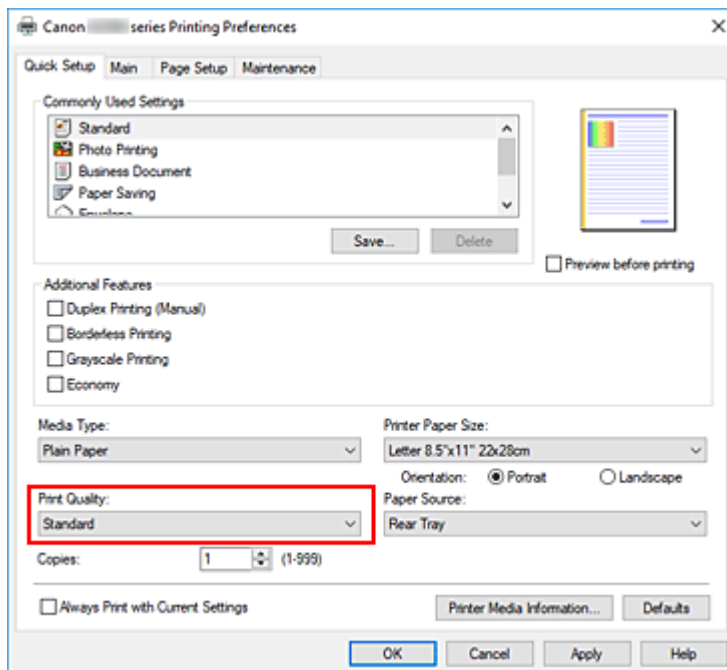 Canon series Printing Preferences
Quick Setup Main Page Setup Maintenance
Commonly Used Settings
Standard
Photo Printing
Business Document
Paper Saving
Envelope
Save... Delete
Preview before printing
Additional Features
Duplex Printing (Manual)
Borderless Printing
Grayscale Printing
Economy
Media Type: Printer Paper Size:
Plain Paper Letter 8.5"x11" 22x28cm
Orientation: Portrait Landscape
Print Quality: Paper Source:
Standard Rear Tray
Copies: 1 (1-999)
Always Print with Current Settings Printer Media Information... Defaults
OK Cancel Apply Help